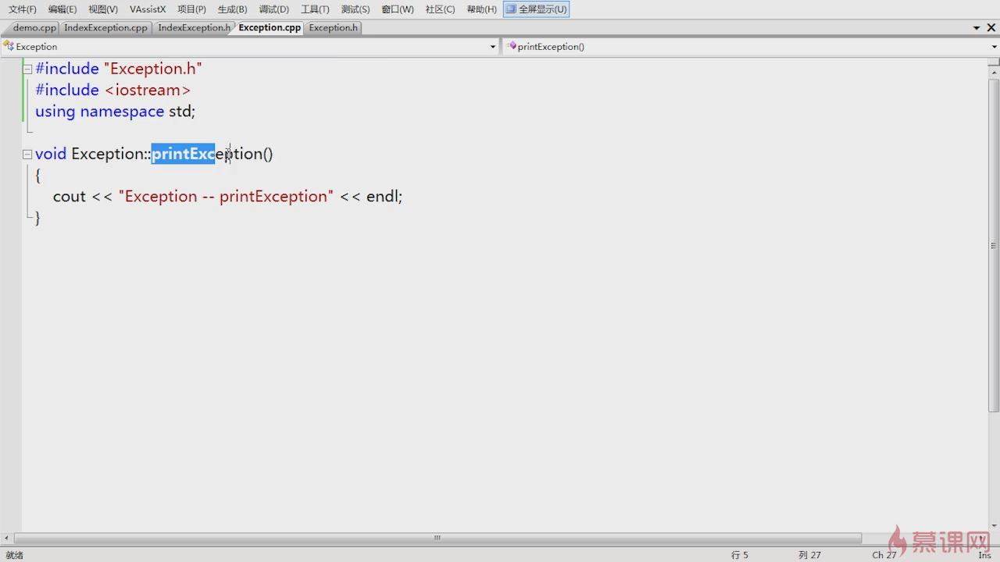 文件(F) 编辑(E) 视图(V) VAssistX 项目(P) 生成(B) 调试(D) 工具(T) 测试(S) 窗口(W) 社区(C) 帮助(H) 全屏显示(U)
demo.cpp IndexException.cpp IndexException.h Exception.cpp Exception.h
Exception printException()
#include "Exception.h"
#include <iostream>
using namespace std;
void Exception::printException()
{
cout << "Exception -- printException" << endl;
}
慕课网
就绪 行 5 列 27 Ch 27 Ins